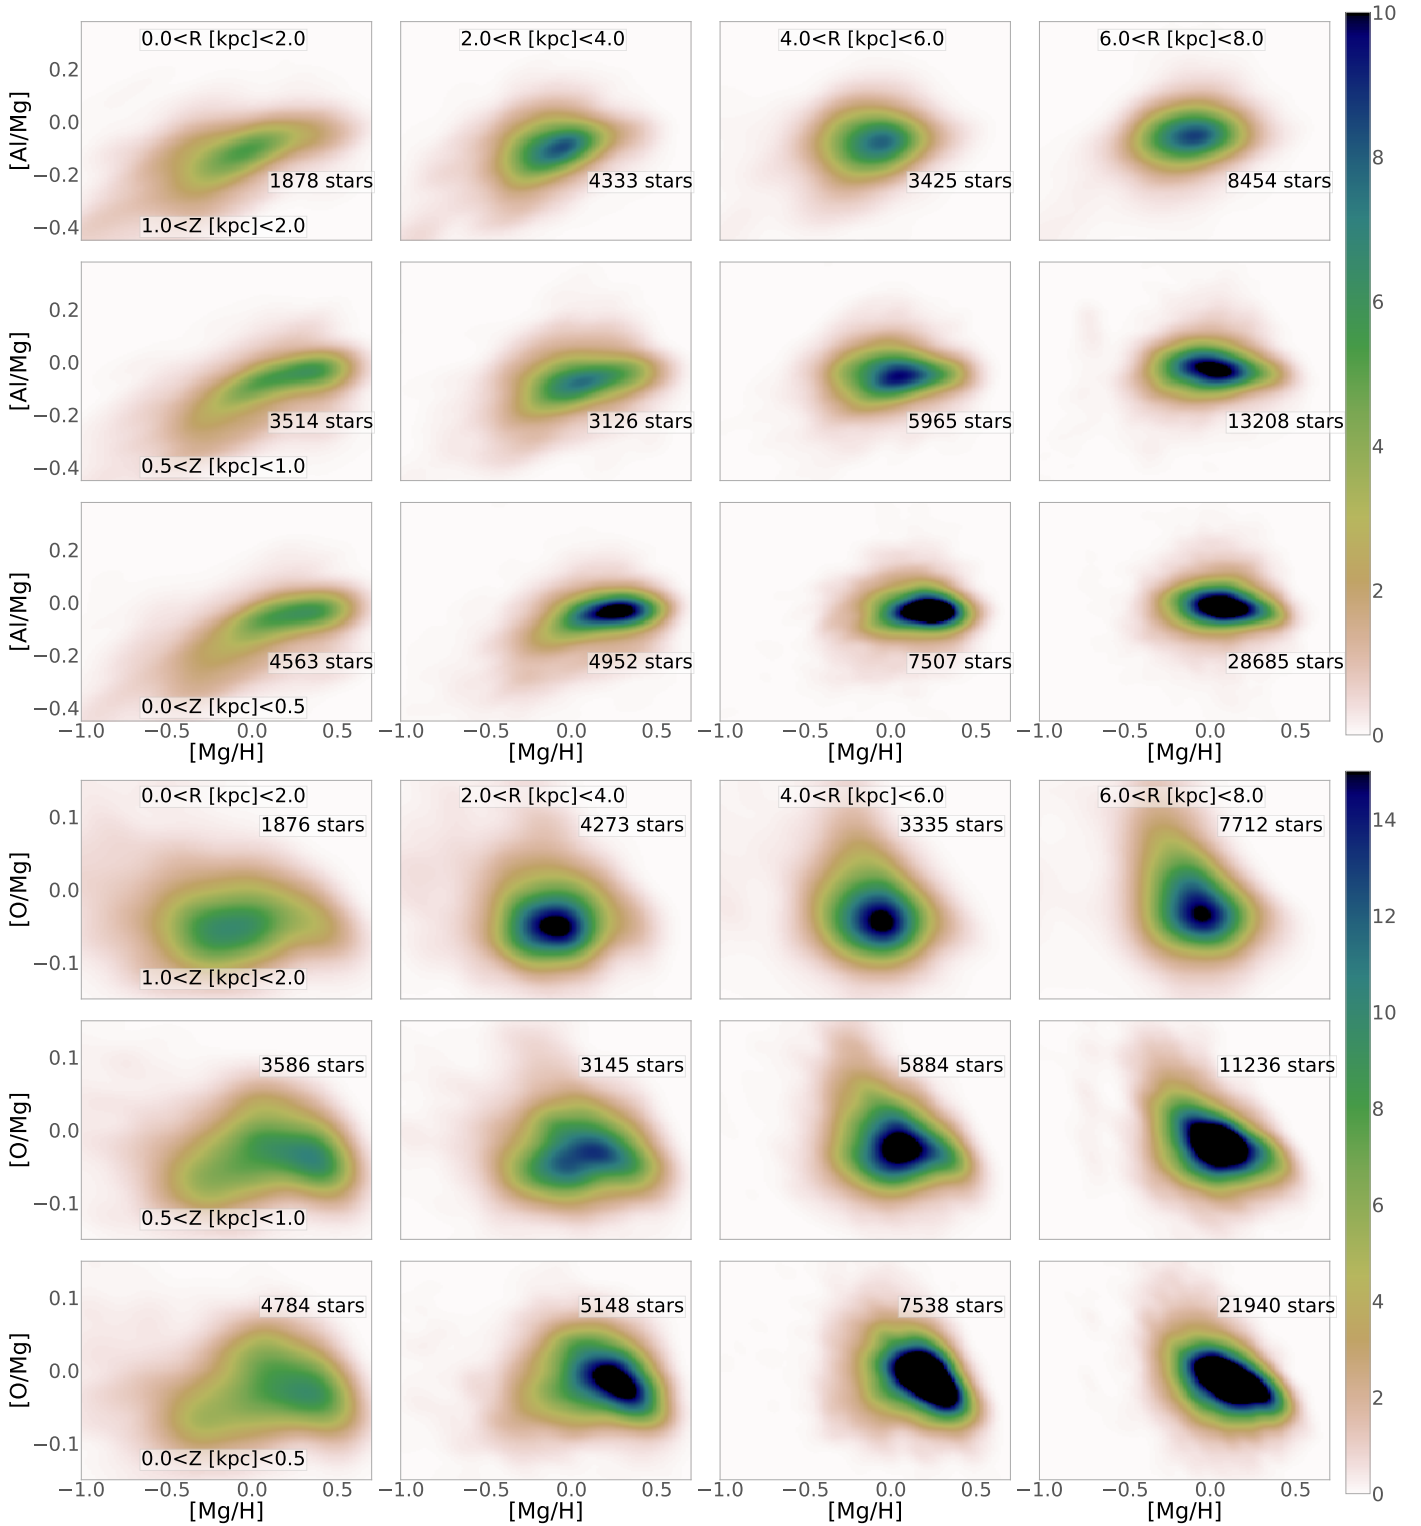 0.0<R [kpc]<2.0 2.0<R [kpc]<4.0 4.0<R [kpc]<6.0 6.0<R [kpc]<8.0 10
0.2
0.0
[Al/Mg] 8
−0.2 1878 stars 4333 stars 3425 stars 8454 stars
−0.4 1.0<Z [kpc]<2.0
0.2 6
0.0
[Al/Mg]
−0.2 3514 stars 3126 stars 5965 stars 13208 stars
4
−0.4 0.5<Z [kpc]<1.0
0.2
2
0.0
[Al/Mg]
−0.2 4563 stars 4952 stars 7507 stars 28685 stars
−0.4 0.0<Z [kpc]<0.5
−1.0 −0.5 0.0 0.5 −1.0 −0.5 0.0 0.5 −1.0 −0.5 0.0 0.5 −1.0 −0.5 0.0 0.5 0
[Mg/H] [Mg/H] [Mg/H] [Mg/H]
0.0<R [kpc]<2.0 2.0<R [kpc]<4.0 4.0<R [kpc]<6.0 6.0<R [kpc]<8.0
0.1 1876 stars 4273 stars 3335 stars 7712 stars 14
0.0
[O/Mg]
12
−0.1 1.0<Z [kpc]<2.0
10
0.1 3586 stars 3145 stars 5884 stars 11236 stars
8
0.0
[O/Mg]
−0.1 6
0.5<Z [kpc]<1.0
0.1 4784 stars 5148 stars 7538 stars 21940 stars 4
0.0
[O/Mg]
2
−0.1 0.0<Z [kpc]<0.5
−1.0 −0.5 0.0 0.5 −1.0 −0.5 0.0 0.5 −1.0 −0.5 0.0 0.5 −1.0 −0.5 0.0 0.5 0
[Mg/H] [Mg/H] [Mg/H] [Mg/H]